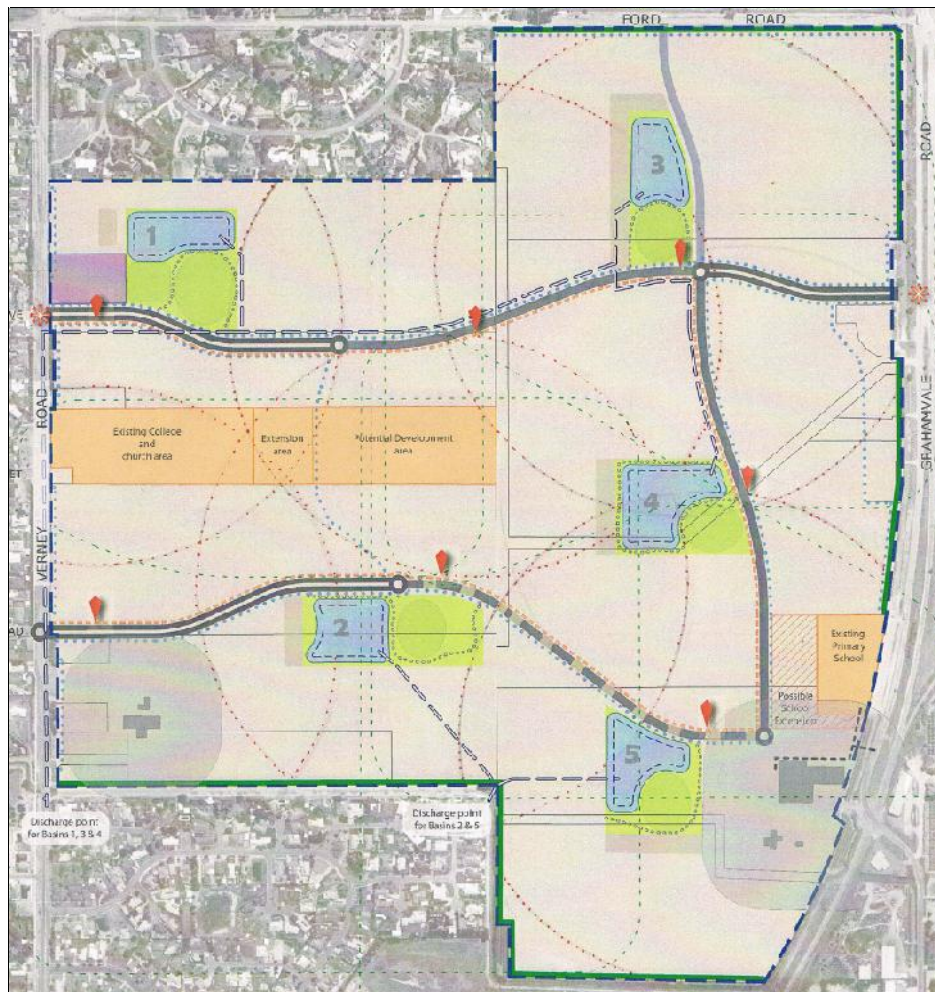 FORD ROAD
ROAD
3
1
Existing College
and
church area
Extension
area
Potential Development
area
ROAD
GRAHAMVALE
4
VERNEY
2
Existing
Primary
School
Possible
School
Extension
5
Discharge point
for Basins 1, 3 & 4
Discharge point
for Basins 2 & 5